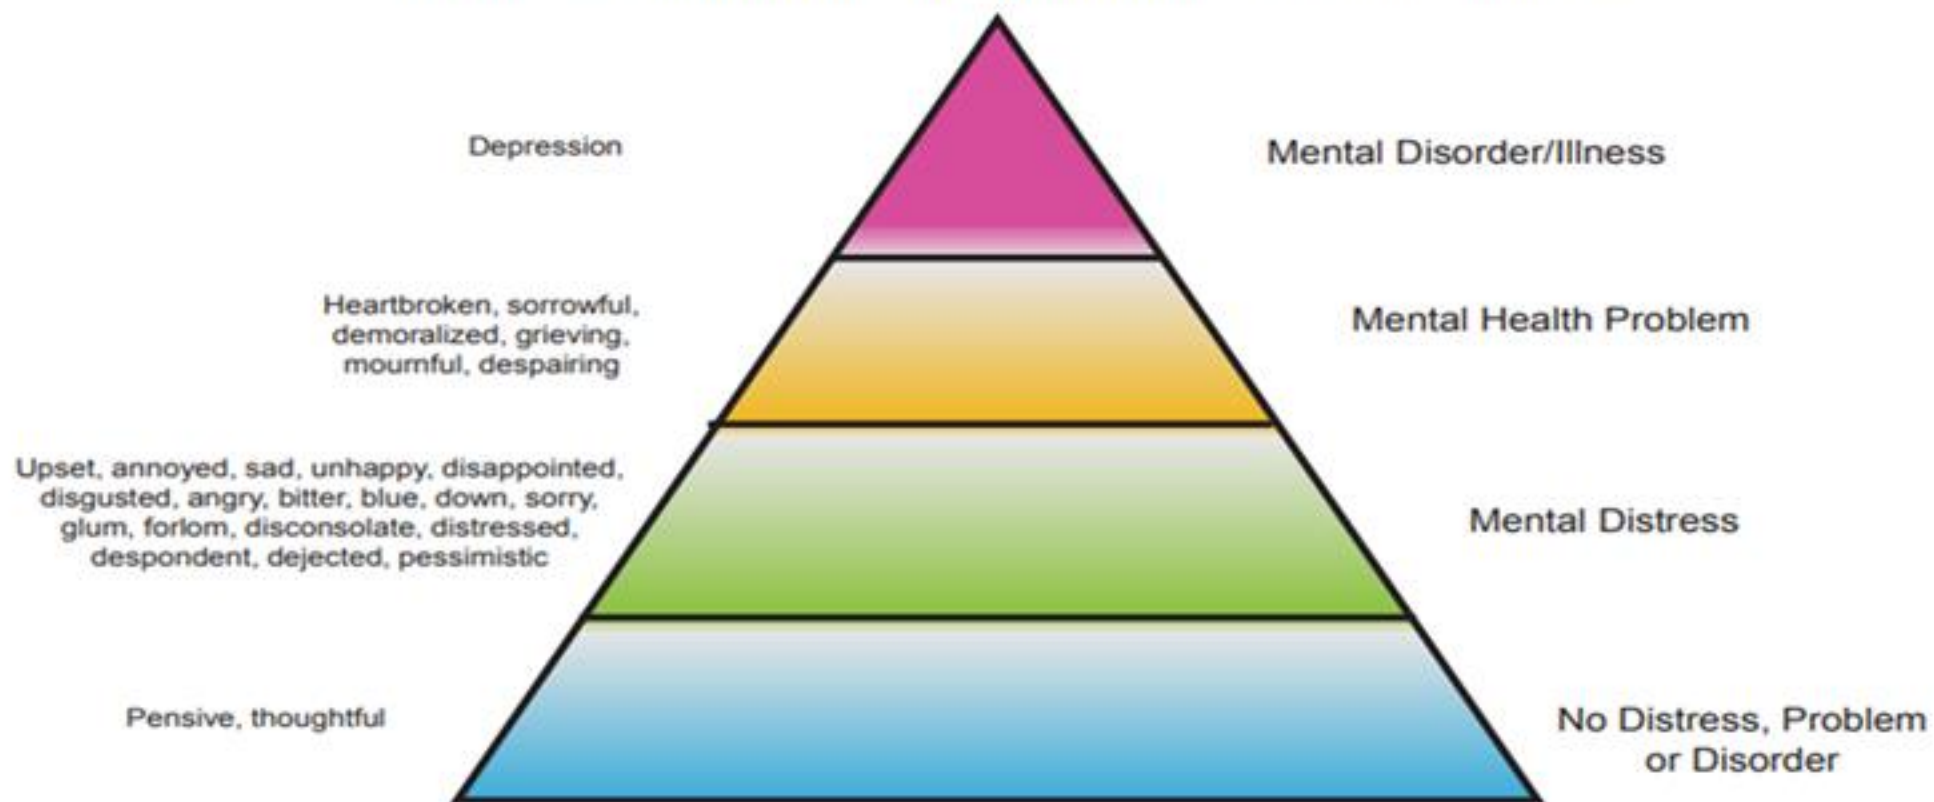 Depression
Mental Disorder/Illness
Heartbroken, sorrowful,
demoralized, grieving,
mournful, despairing
Mental Health Problem
Upset, annoyed, sad, unhappy, disappointed,
disgusted, angry, bitter, blue, down, sorry,
glum, forlom, disconsolate, distressed,
despondent, dejected, pessimistic
Mental Distress
Pensive, thoughtful
No Distress, Problem
or Disorder